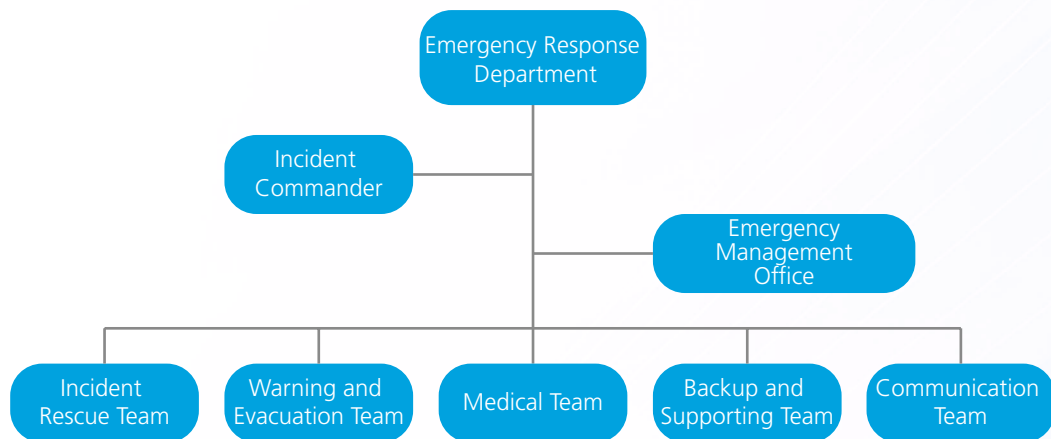 Emergency Response
Department
Incident
Commander
Emergency
Management
Office
Incident
Rescue Team
Warning and
Evacuation Team
Medical Team
Backup and
Supporting Team
Communication
Team